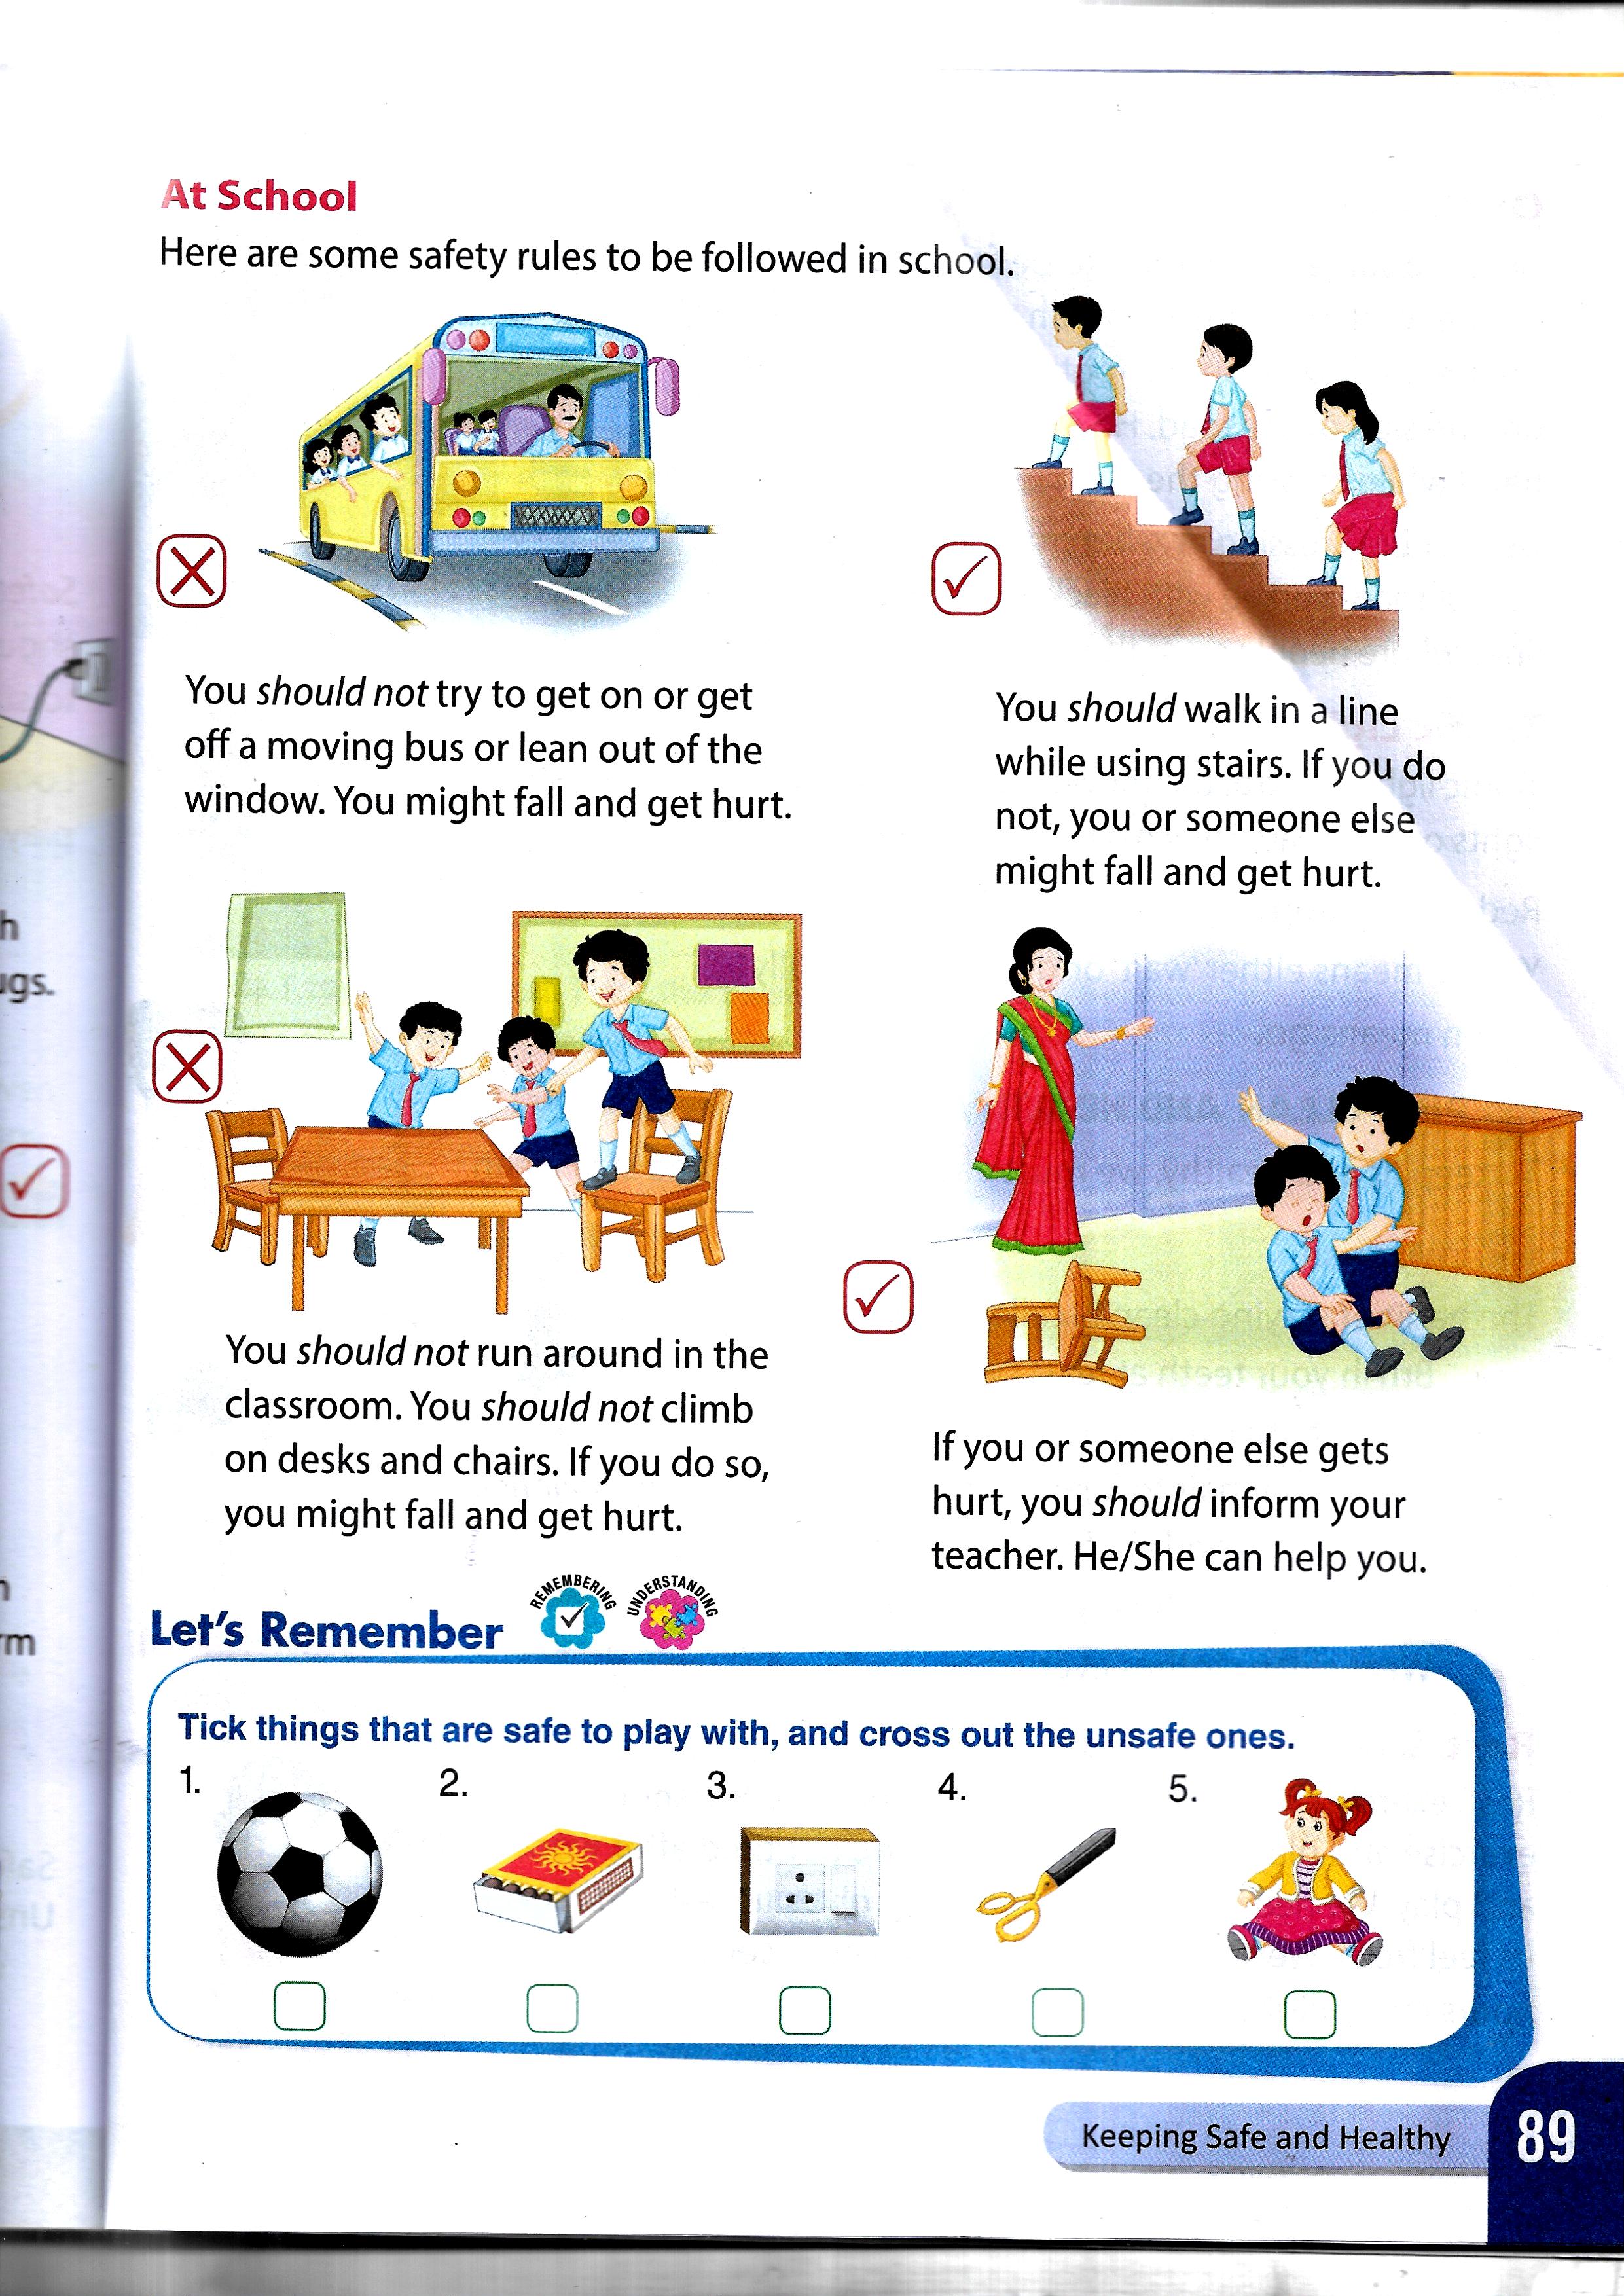 At School
Here are some safety rules to be followed in school.
You should not try to get on or get
off a moving bus or lean out of the
window. You might fall and get hurt.
You should walk in a line
while using stairs. If you do
not, you or someone else
might fall and get hurt.
You should not run around in the
classroom. You should not climb
on desks and chairs. If you do so,
you might fall and get hurt.
If you or someone else gets
hurt, you should inform your
teacher. He/She can help you.
Let's Remember
REMEMBERING
UNDERSTANDING
Tick things that are safe to play with, and cross out the unsafe ones.
1. 2. 3. 4. 5.
Keeping Safe and Healthy
89